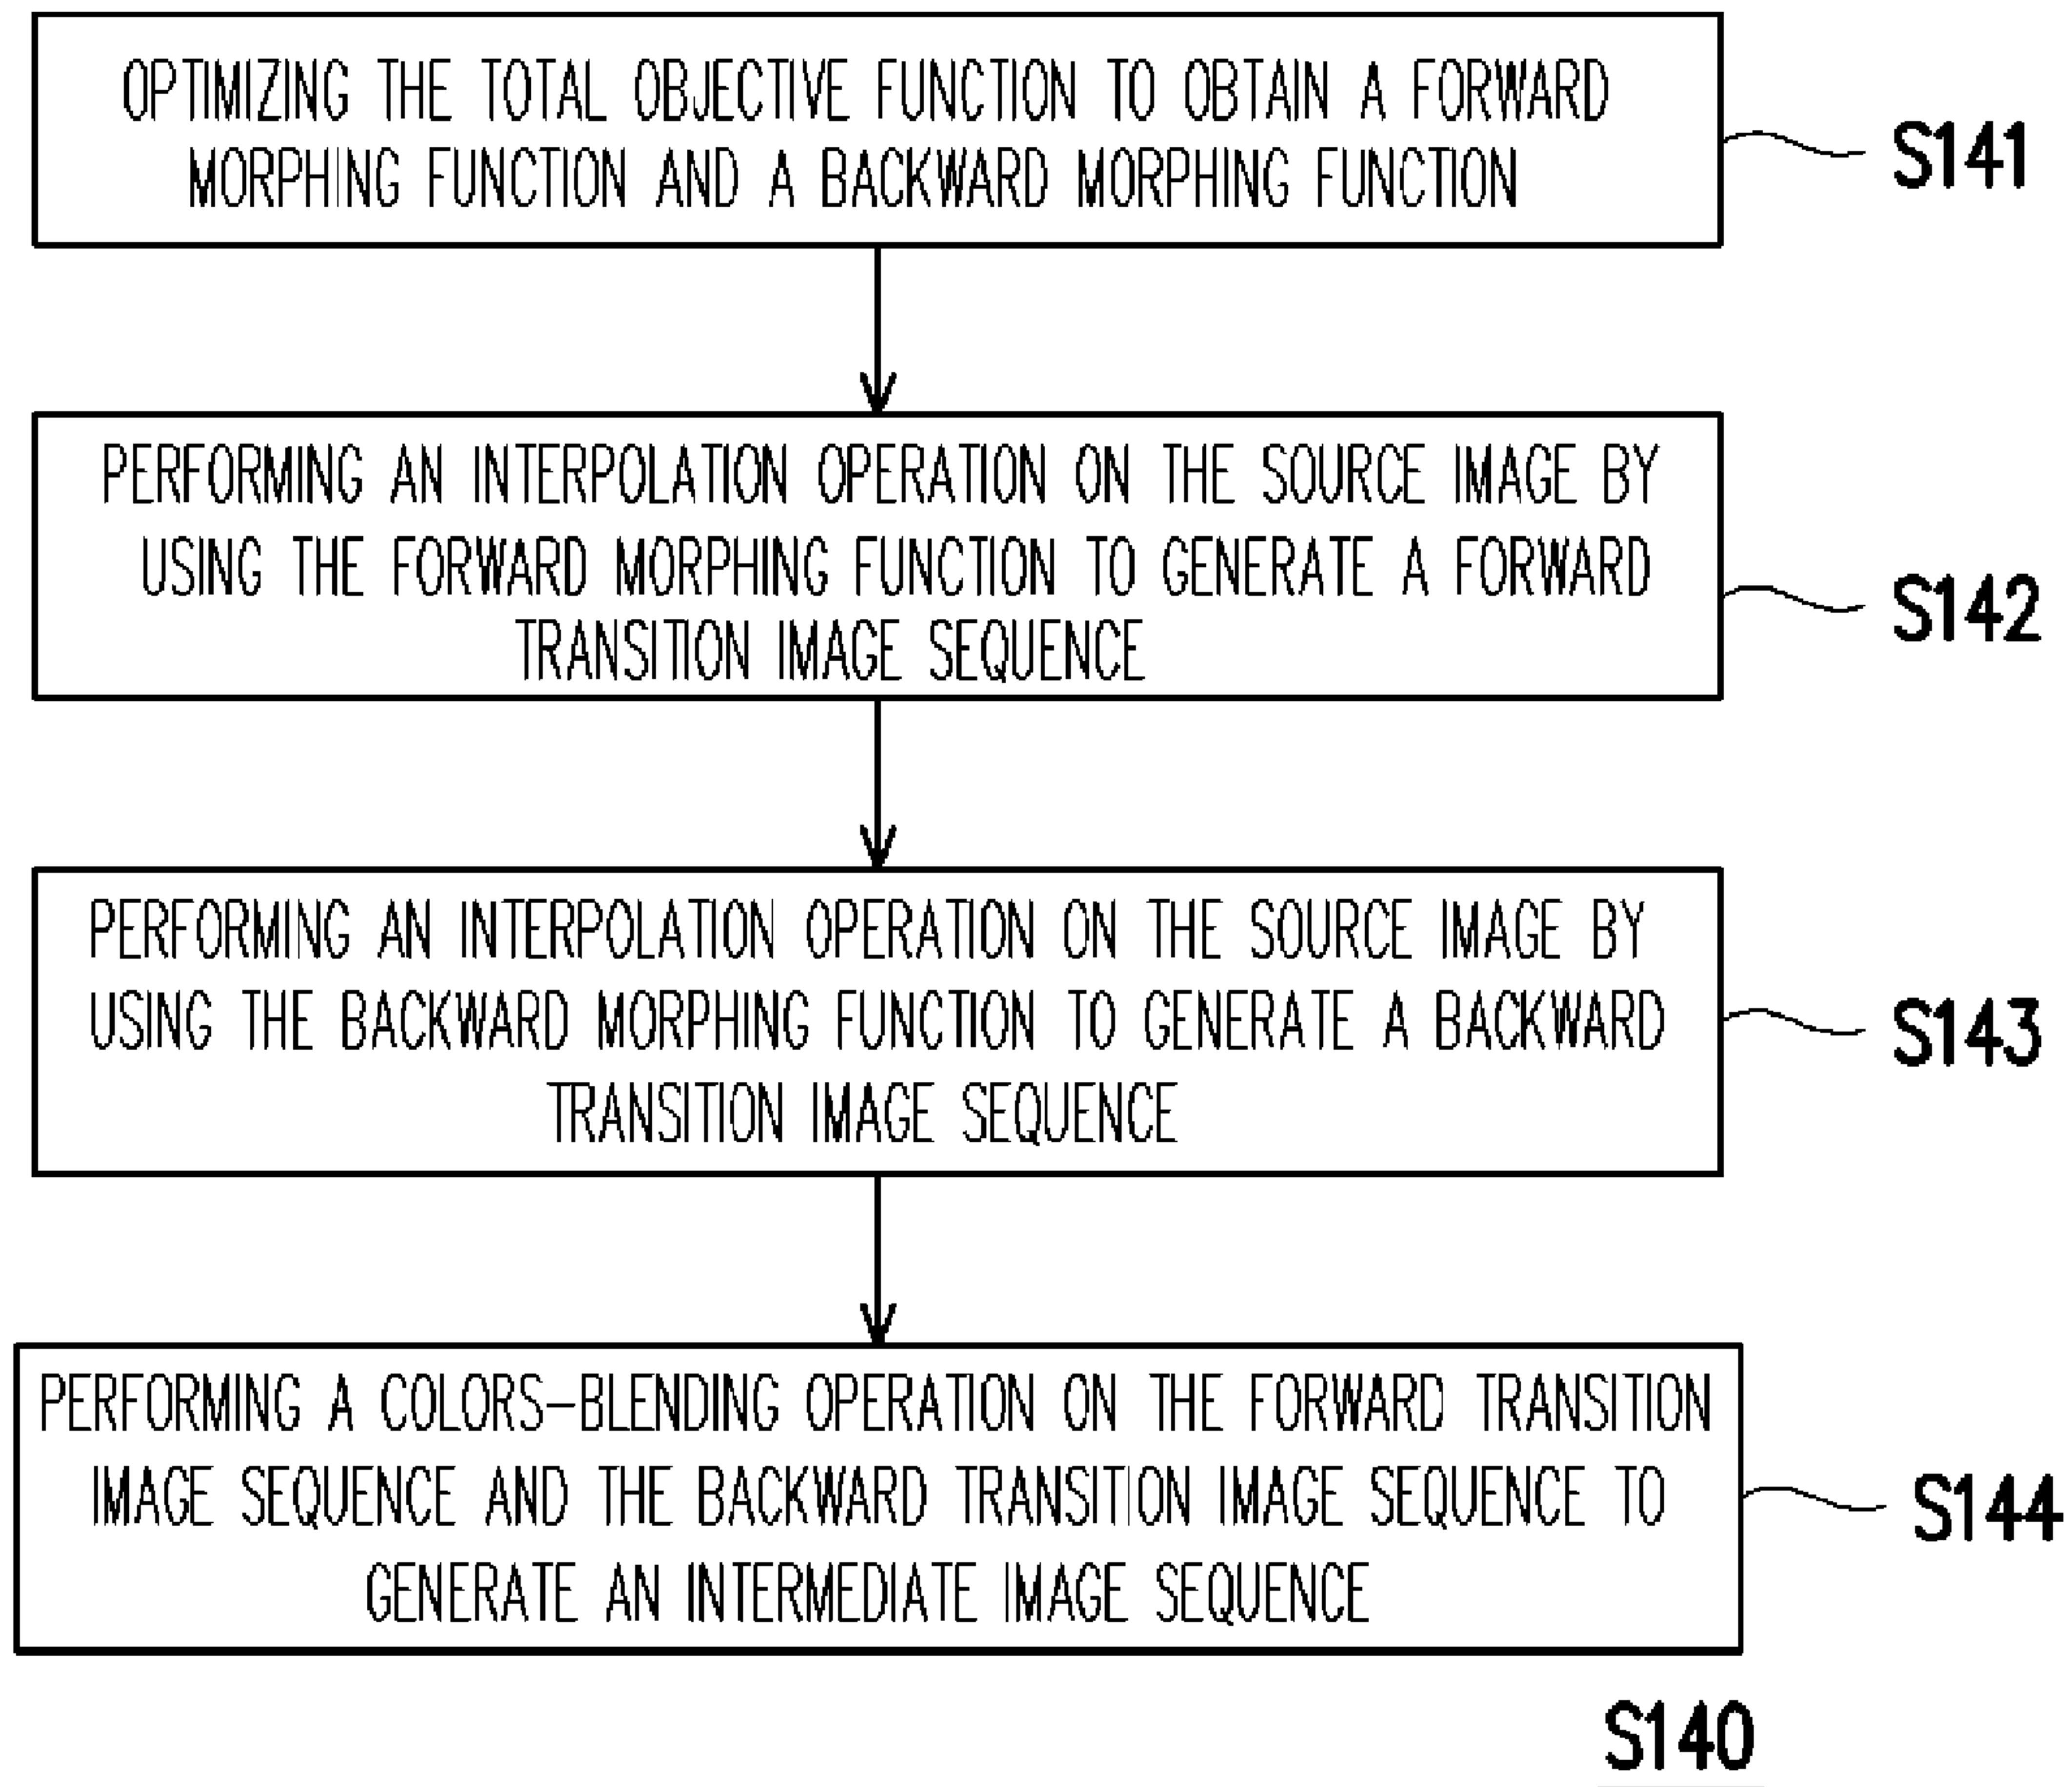 OPTIMIZING THE TOTAL OBJECTIVE FUNCTION TO OBTAIN A FORWARD
MORPHING FUNCTION AND A BACKWARD MORPHING FUNCTION
S141
PERFORMING AN INTERPOLATION OPERATION ON THE SOURCE IMAGE BY
USING THE FORWARD MORPHING FUNCTION TO GENERATE A FORWARD
TRANSITION IMAGE SEQUENCE
S142
PERFORMING AN INTERPOLATION OPERATION ON THE SOURCE IMAGE BY
USING THE BACKWARD MORPHING FUNCTION TO GENERATE A BACKWARD
TRANSITION IMAGE SEQUENCE
S143
PERFORMING A COLORS-BLENDING OPERATION ON THE FORWARD TRANSITION
IMAGE SEQUENCE AND THE BACKWARD TRANSITION IMAGE SEQUENCE TO
GENERATE AN INTERMEDIATE IMAGE SEQUENCE
S144
S140